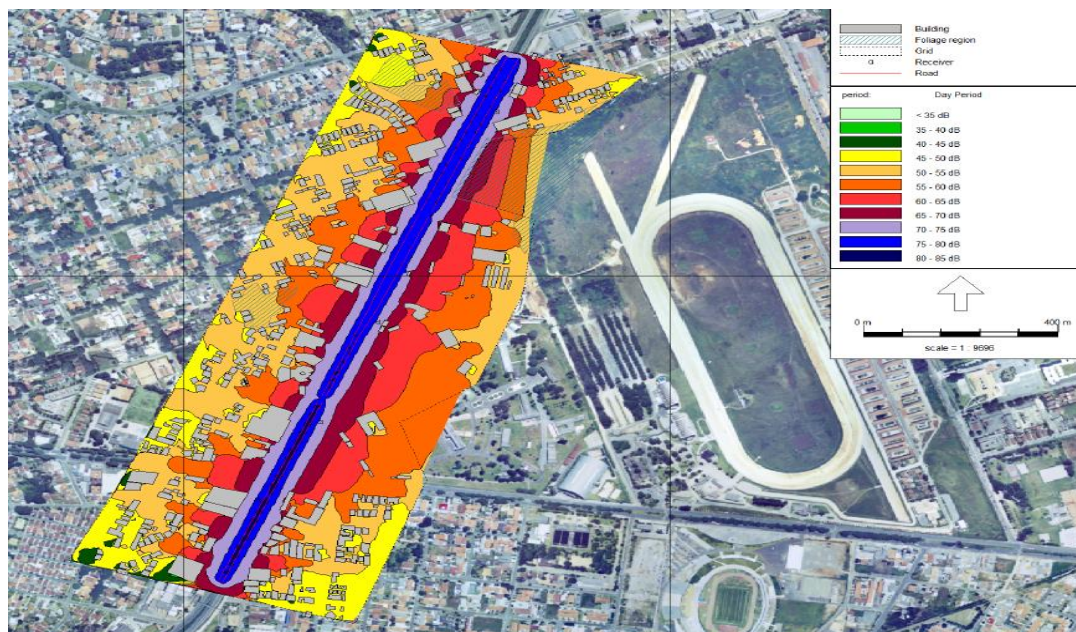 Building
Foliage region
Grid
α Receiver
Road
period: Day Period
< 35 dB
35 - 40 dB
40 - 45 dB
45 - 50 dB
50 - 55 dB
55 - 60 dB
60 - 65 dB
65 - 70 dB
70 - 75 dB
75 - 80 dB
80 - 85 dB
0 m 400 m
scale = 1 : 9696